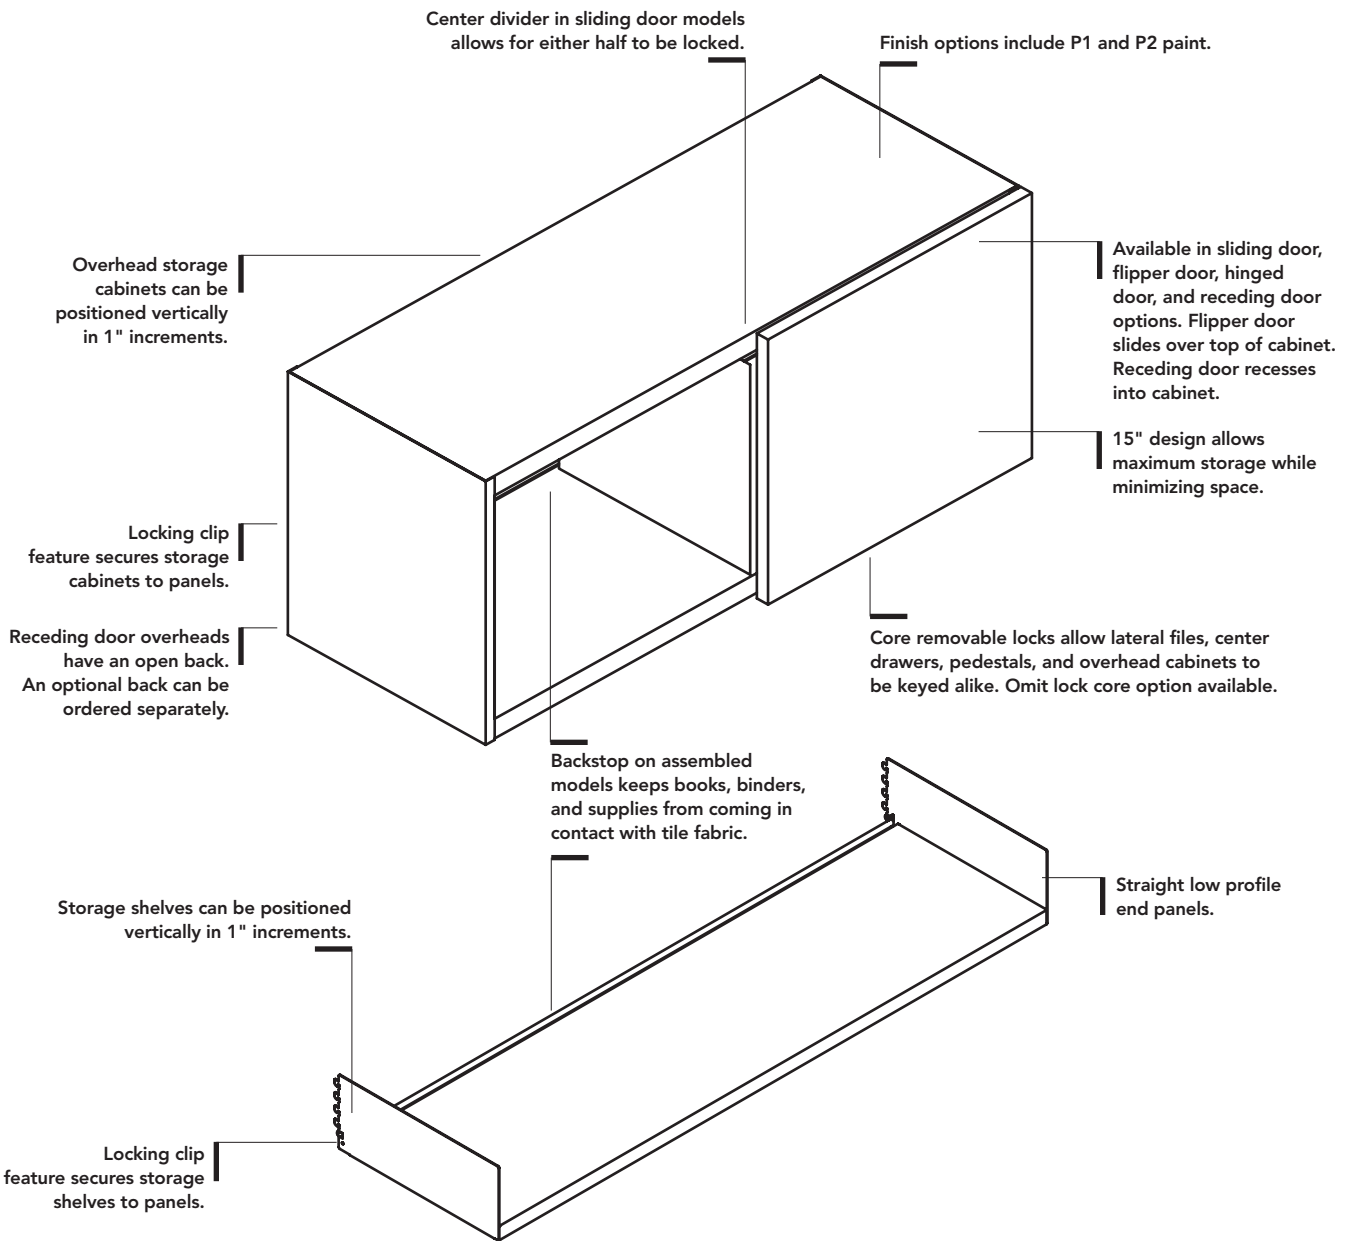 Center divider in sliding door models
allows for either half to be locked.
Finish options include P1 and P2 paint.
Overhead storage
cabinets can be
positioned vertically
in 1" increments.
Available in sliding door,
flipper door, hinged
door, and receding door
options. Flipper door
slides over top of cabinet.
Receding door recesses
into cabinet.
15" design allows
maximum storage while
minimizing space.
Locking clip
feature secures storage
cabinets to panels.
Receding door overheads
have an open back.
An optional back can be
ordered separately.
Core removable locks allow lateral files, center
drawers, pedestals, and overhead cabinets to
be keyed alike. Omit lock core option available.
Backstop on assembled
models keeps books, binders,
and supplies from coming in
contact with tile fabric.
Straight low profile
end panels.
Storage shelves can be positioned
vertically in 1" increments.
Locking clip
feature secures storage
shelves to panels.